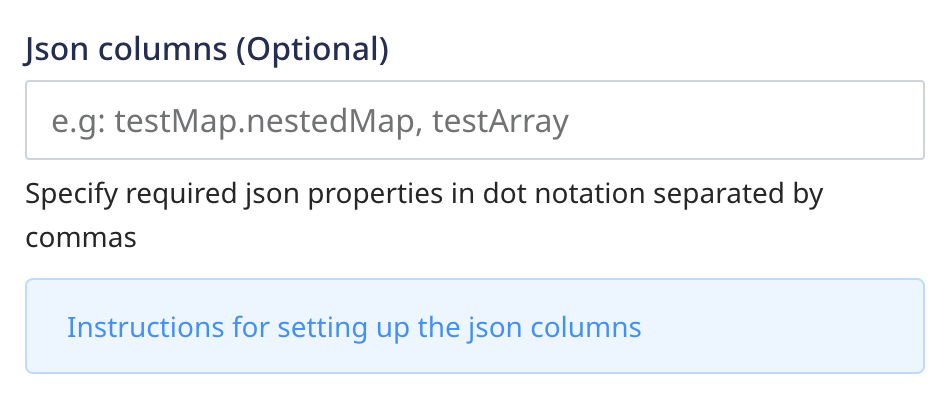 Json columns (Optional)
e.g: testMap.nestedMap, testArray
Specify required json properties in dot notation separated by
commas
Instructions for setting up the json columns